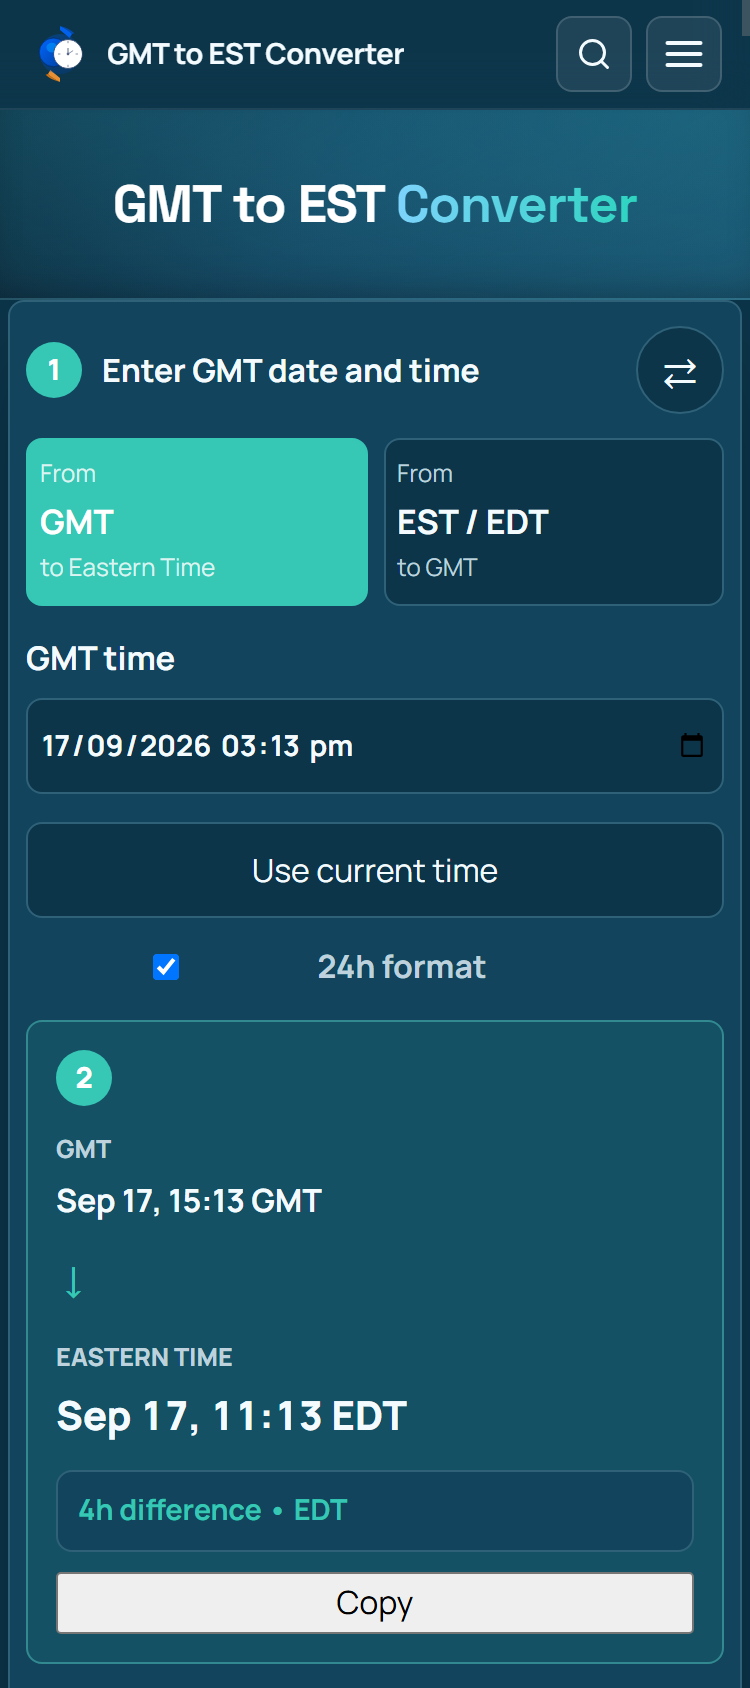 GMT to EST Converter
GMT to EST Converter
1 Enter GMT date and time
From
GMT
to Eastern Time
From
EST / EDT
to GMT
GMT time
17/09/2026 03:13 pm
Use current time
24h format
2
GMT
Sep 17, 15:13 GMT
↓
EASTERN TIME
Sep 17, 11:13 EDT
4h difference • EDT
Copy